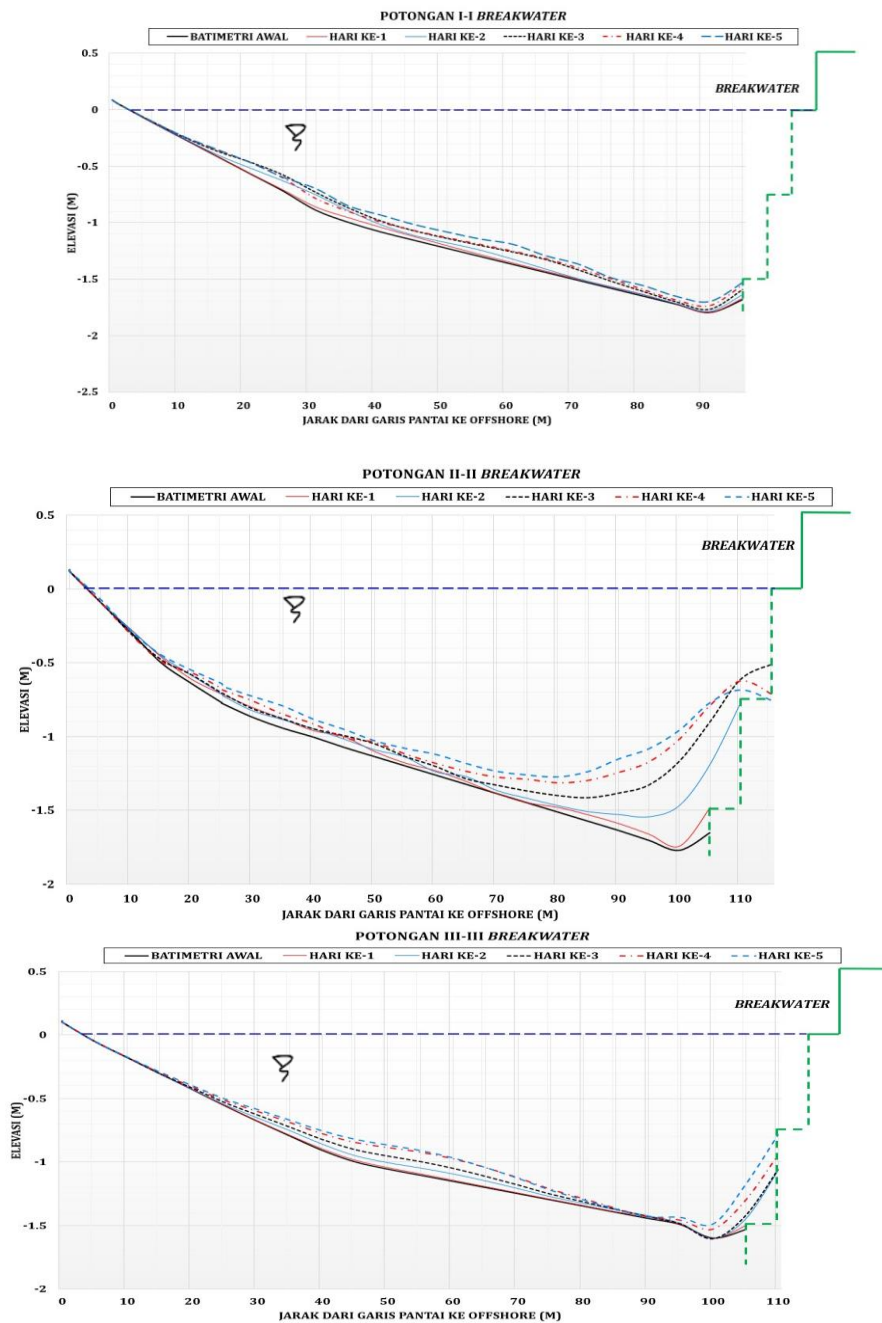 POTONGAN I-I BREAKWATER
BATIMETRI AWAL HARI KE-1 HARI KE-2 HARI KE-3 HARI KE-4 HARI KE-5
0.5
BREAKWATER
0
-0.5
-1
-1.5
-2
-2.5
ELEVASI (M)
0 10 20 30 40 50 60 70 80 90
JARAK DARI GARIS PANTAI KE OFFSHORE (M)
POTONGAN II-II BREAKWATER
BATIMETRI AWAL HARI KE-1 HARI KE-2 HARI KE-3 HARI KE-4 HARI KE-5
0.5
BREAKWATER
0
-0.5
-1
-1.5
-2
ELEVASI (M)
0 10 20 30 40 50 60 70 80 90 100 110
JARAK DARI GARIS PANTAI KE OFFSHORE (M)
POTONGAN III-III BREAKWATER
BATIMETRI AWAL HARI KE-1 HARI KE-2 HARI KE-3 HARI KE-4 HARI KE-5
0.5
BREAKWATER
0
-0.5
-1
-1.5
-2
ELEVASI (M)
0 10 20 30 40 50 60 70 80 90 100 110
JARAK DARI GARIS PANTAI KE OFFSHORE (M)